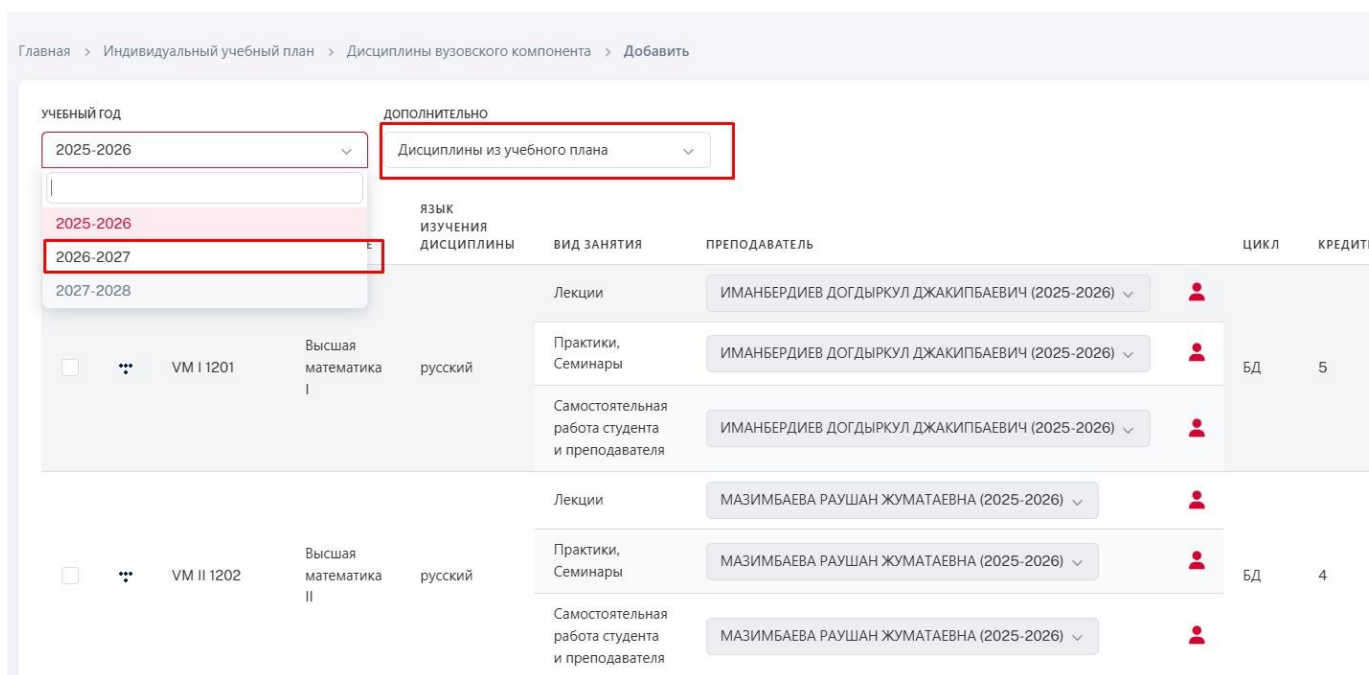 Главная > Индивидуальный учебный план > Дисциплины вузовского компонента > Добавить
УЧЕБНЫЙ ГОД
ДОПОЛНИТЕЛЬНО
2025-2026
Дисциплины из учебного плана
2025-2026
2026-2027
2027-2028
ЯЗЫК
ИЗУЧЕНИЯ
ДИСЦИПЛИНЫ
ВИД ЗАНЯТИЯ
ПРЕПОДАВАТЕЛЬ
ЦИКЛ
Лекции
ИМАНБЕРДИЕВ ДОГДЫРКУЛ ДЖАКИПБАЕВИЧ (2025-2026)
VM I 1201
Высшая
математика
I
русский
Практики,
Семинары
ИМАНБЕРДИЕВ ДОГДЫРКУЛ ДЖАКИПБАЕВИЧ (2025-2026)
БД
5
Самостоятельная
работа студента
и преподавателя
ИМАНБЕРДИЕВ ДОГДЫРКУЛ ДЖАКИПБАЕВИЧ (2025-2026)
Лекции
МАЗИМБАЕВА РАУШАН ЖУМАТАЕВНА (2025-2026)
VM II 1202
Высшая
математика
II
русский
Практики,
Семинары
МАЗИМБАЕВА РАУШАН ЖУМАТАЕВНА (2025-2026)
БД
4
Самостоятельная
работа студента
и преподавателя
МАЗИМБАЕВА РАУШАН ЖУМАТАЕВНА (2025-2026)